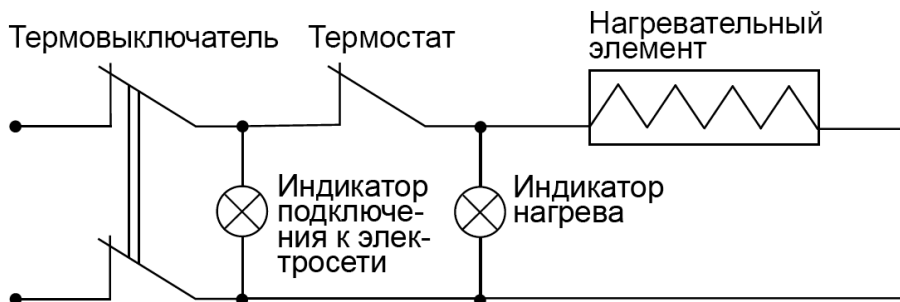 Термовыключатель
Термостат
Нагревательный
элемент
Индикатор
подключе-
ния к элек-
тросети
Индикатор
нагрева